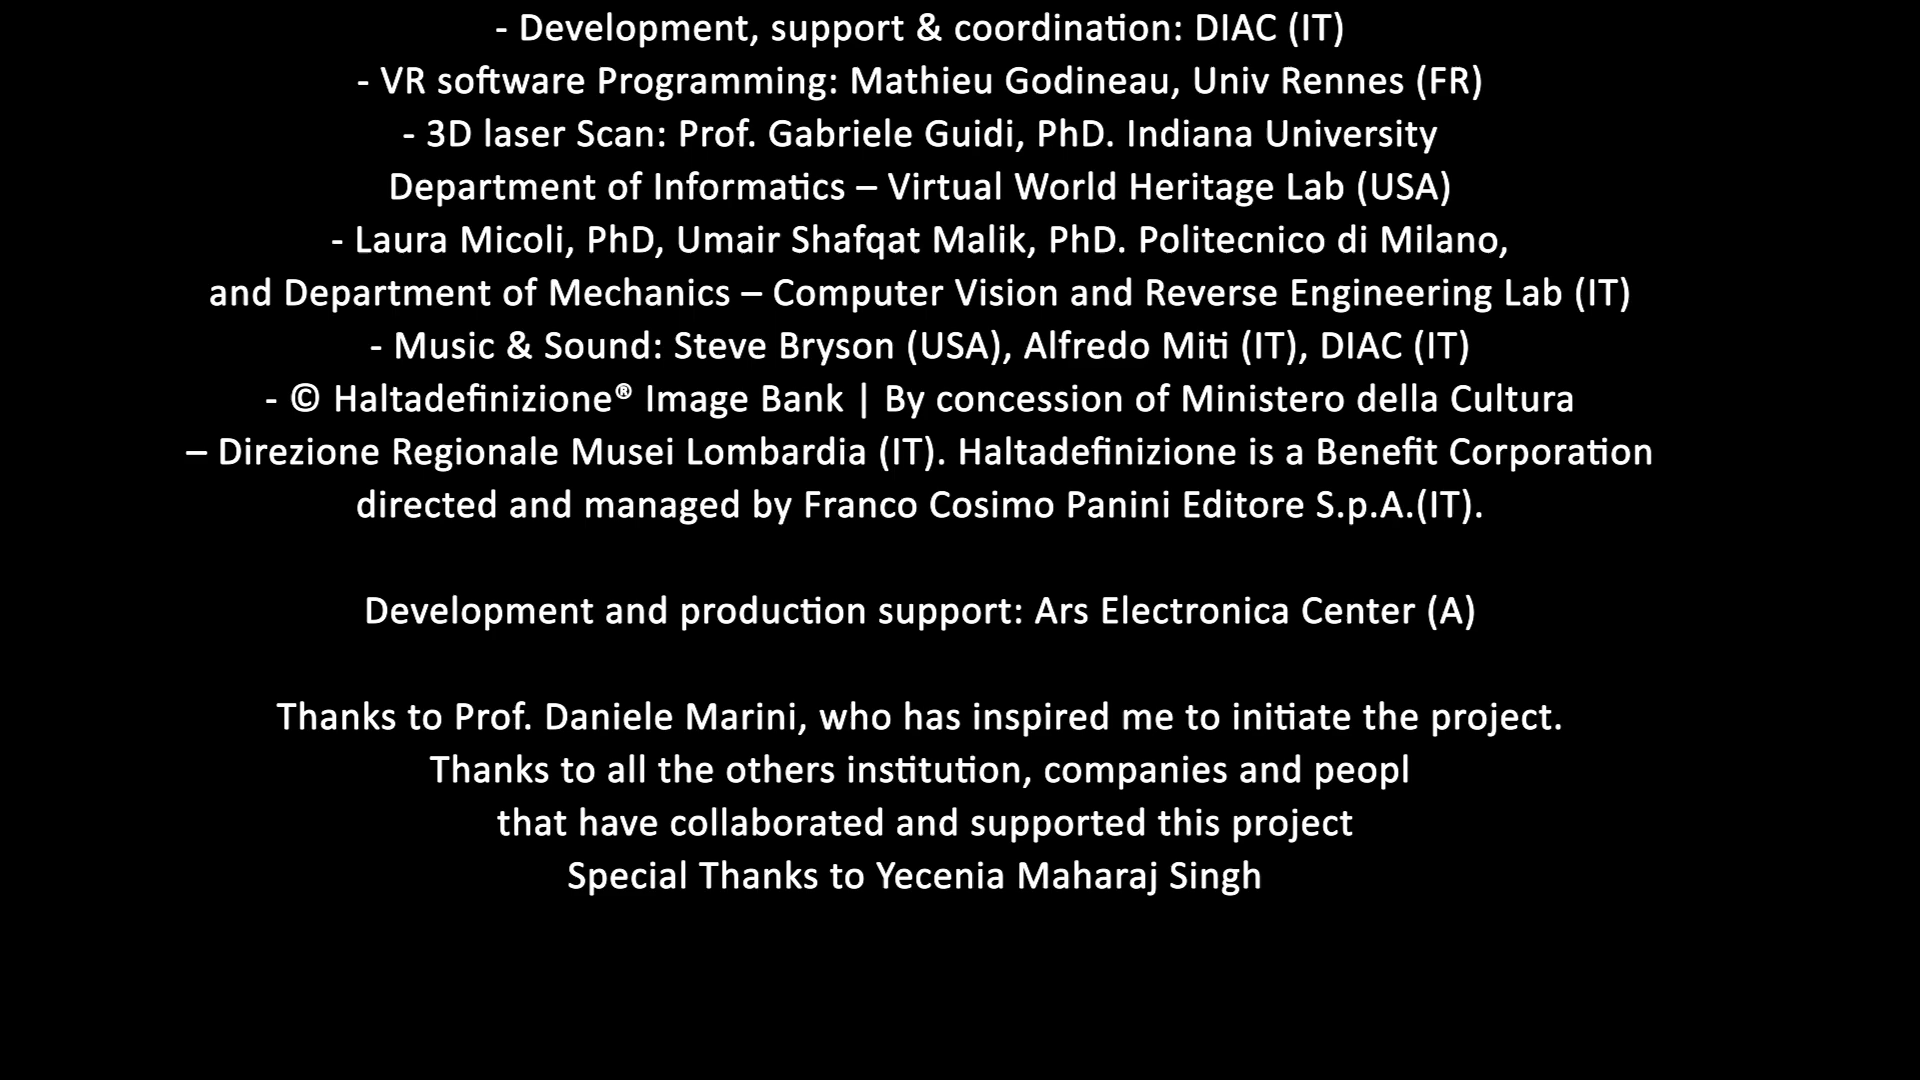 - Development, support & coordination: DIAC (IT)
- VR software Programming: Mathieu Godineau, Univ Rennes (FR)
- 3D laser Scan: Prof. Gabriele Guidi, PhD. Indiana University
Department of Informatics – Virtual World Heritage Lab (USA)
- Laura Micoli, PhD, Umair Shafqat Malik, PhD. Politecnico di Milano,
and Department of Mechanics – Computer Vision and Reverse Engineering Lab (IT)
- Music & Sound: Steve Bryson (USA), Alfredo Miti (IT), DIAC (IT)
- © Haltadefinizione® Image Bank | By concession of Ministero della Cultura
– Direzione Regionale Musei Lombardia (IT). Haltadefinizione is a Benefit Corporation
directed and managed by Franco Cosimo Panini Editore S.p.A.(IT).
Development and production support: Ars Electronica Center (A)
Thanks to Prof. Daniele Marini, who has inspired me to initiate the project.
Thanks to all the others institution, companies and peopl
that have collaborated and supported this project
Special Thanks to Yecenia Maharaj Singh